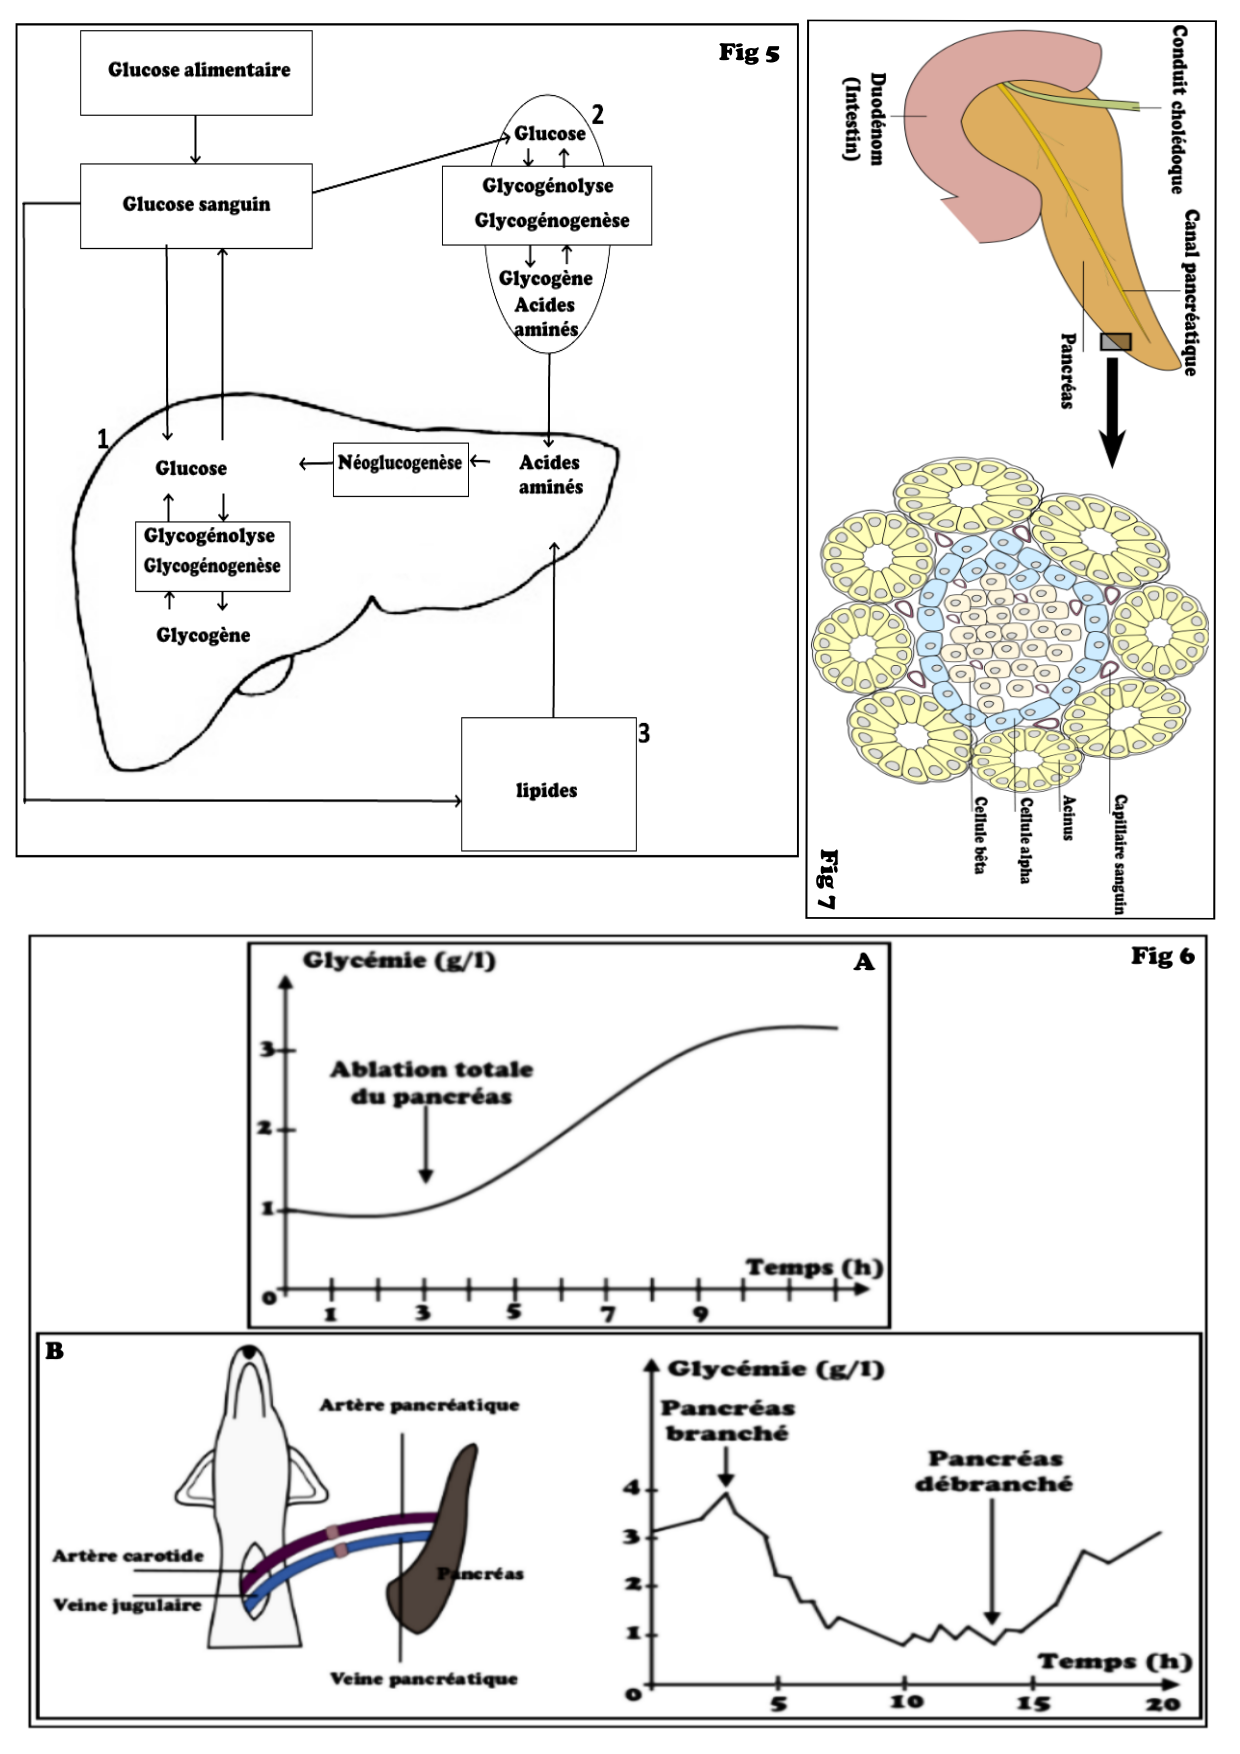 Fig 5
Glucose alimentaire
Glucose sanguin
2
Glucose
Glycogénolyse
Glycogénogenèse
Glycogène
Acides
aminés
1
Glucose
Néoglucogenèse
Acides
aminés
Glycogénolyse
Glycogénogenèse
Glycogène
3
lipides
Conduit cholédoque
Duodénom
(Intestin)
Canal pancréatique
Pancréas
Capillaire sanguin
Acinus
Cellule alpha
Cellule bêta
Fig 7
Fig 6
A
Glycémie (g/l)
3
Ablation totale
du pancréas
2
1
Temps (h)
0
1
3
5
7
9
B
Artère pancréatique
Artère carotide
Veine jugulaire
Pancréas
Veine pancréatique
Glycémie (g/l)
Pancréas
branché
Pancréas
débranché
4
3
2
1
Temps (h)
0
5
10
15
20